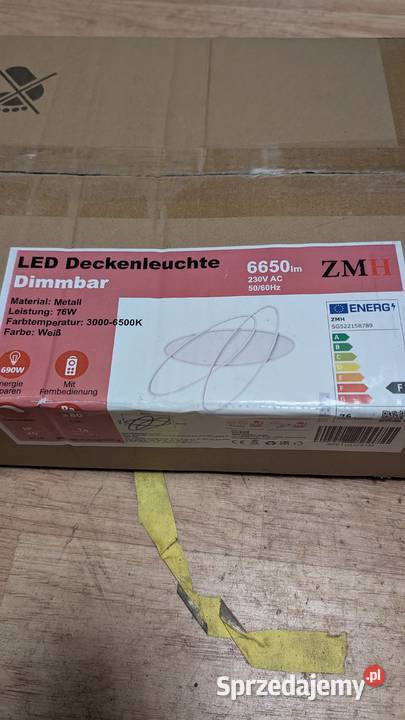 LED Deckenleuchte
Dimmbar
Material: Metall
Leistung: 76W
Farbtemperatur: 3000-6500K
Farbe: Weiß
6650lm
230V AC
50/60Hz
ZMH
690W
Mit
Fernbedienung
ENERG
ZMH
A
B
C
D
E
F
G
F
Sprzedajemy.pl